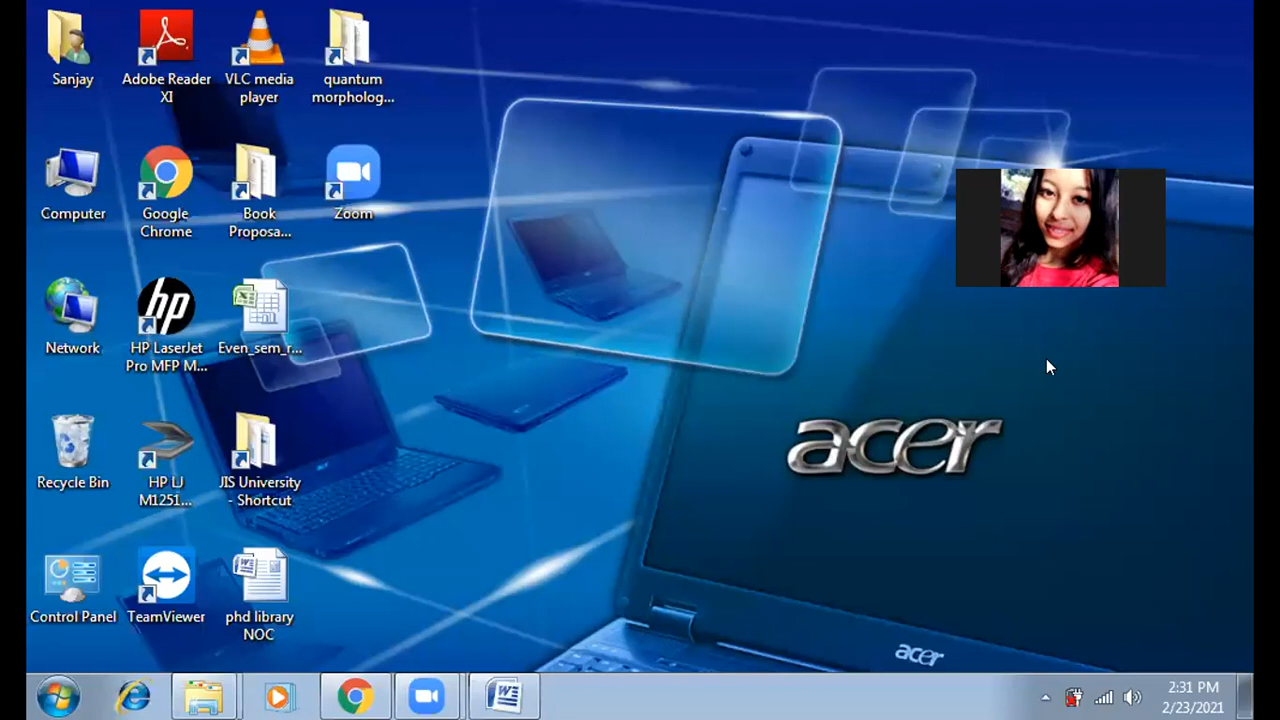 Sanjay
Adobe Reader
XI
VLC media
player
quantum
morpholog...
Computer
Google
Chrome
Book
Proposa...
Zoom
Network
HP LaserJet
Pro MFP M...
Even_sem_r...
Recycle Bin
HP LJ
M1251...
JIS University
- Shortcut
Control Panel
TeamViewer
phd library
NOC
acer
acer
2:31 PM
2/23/2021